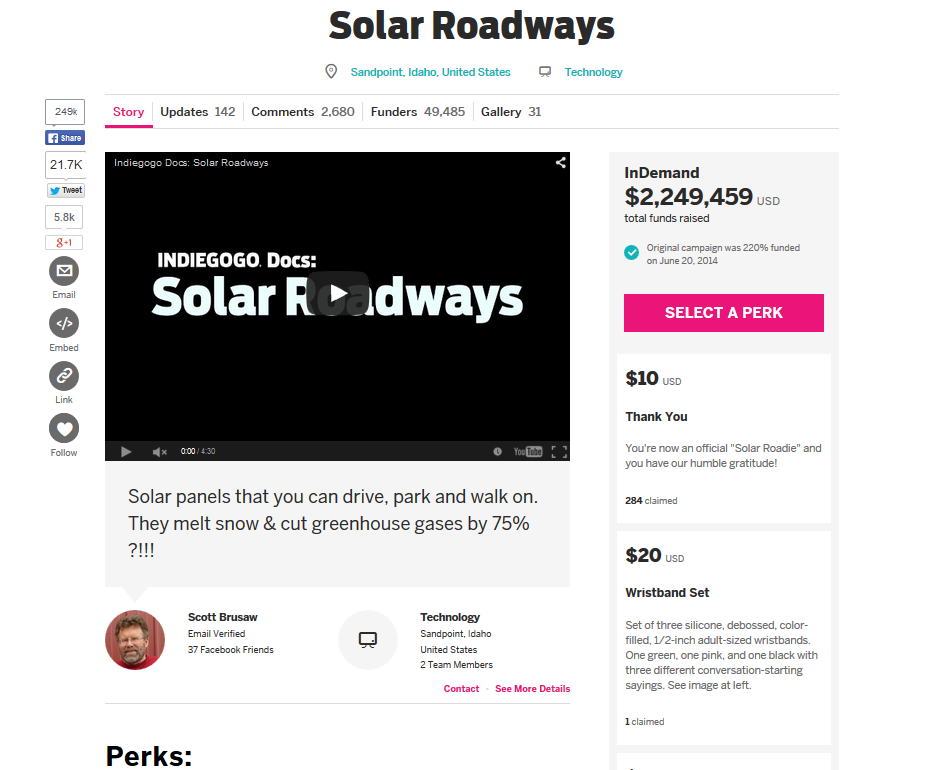 Solar Roadways
Sandpoint, Idaho, United States Technology
Story Updates 142 Comments 2,680 Funders 49,485 Gallery 31
249k
Share
21.7K
Tweet
5.8k
g+1
Email
Embed
Link
Follow
Indiegogo Docs: Solar Roadways
INDIEGOGO. Docs:
Solar Roadways
0:00 / 4:30
YouTube
Solar panels that you can drive, park and walk on.
They melt snow & cut greenhouse gases by 75%
?!!!
Scott Brusaw
Email Verified
37 Facebook Friends
Technology
Sandpoint, Idaho
United States
2 Team Members
Contact · See More Details
Perks:
InDemand
$2,249,459 USD
total funds raised
Original campaign was 220% funded
on June 20, 2014
SELECT A PERK
$10 USD
Thank You
You're now an official "Solar Roadie" and
you have our humble gratitude!
284 claimed
$20 USD
Wristband Set
Set of three silicone, debossed, color-
filled, 1/2-inch adult-sized wristbands.
One green, one pink, and one black with
three different conversation-starting
sayings. See image at left.
1 claimed